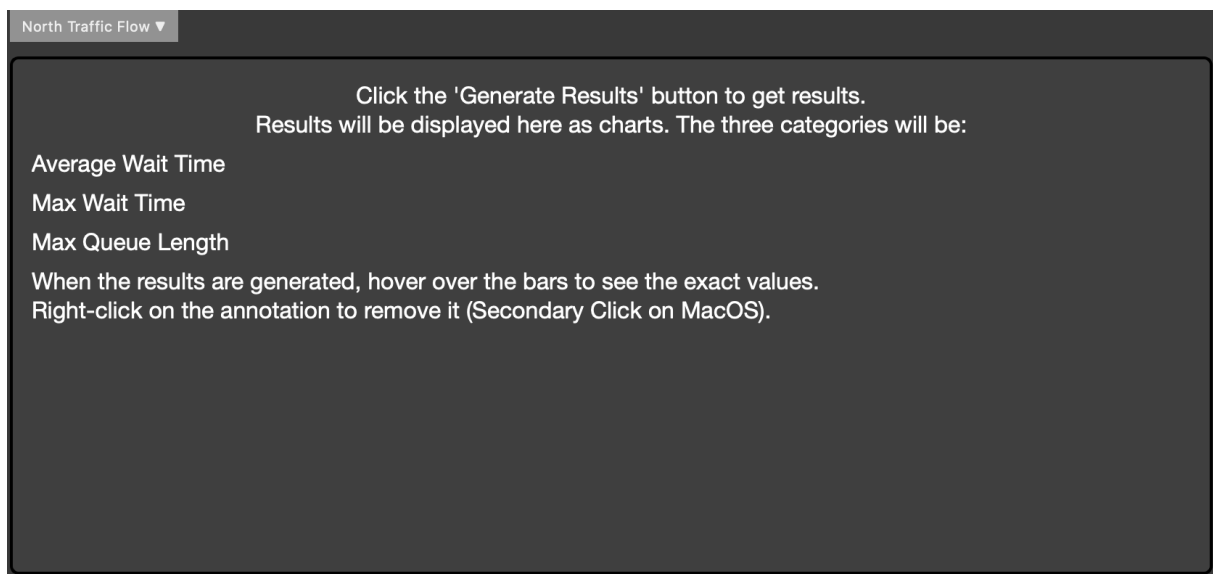 North Traffic Flow ▼
Click the 'Generate Results' button to get results.
Results will be displayed here as charts. The three categories will be:
Average Wait Time
Max Wait Time
Max Queue Length
When the results are generated, hover over the bars to see the exact values.
Right-click on the annotation to remove it (Secondary Click on MacOS).